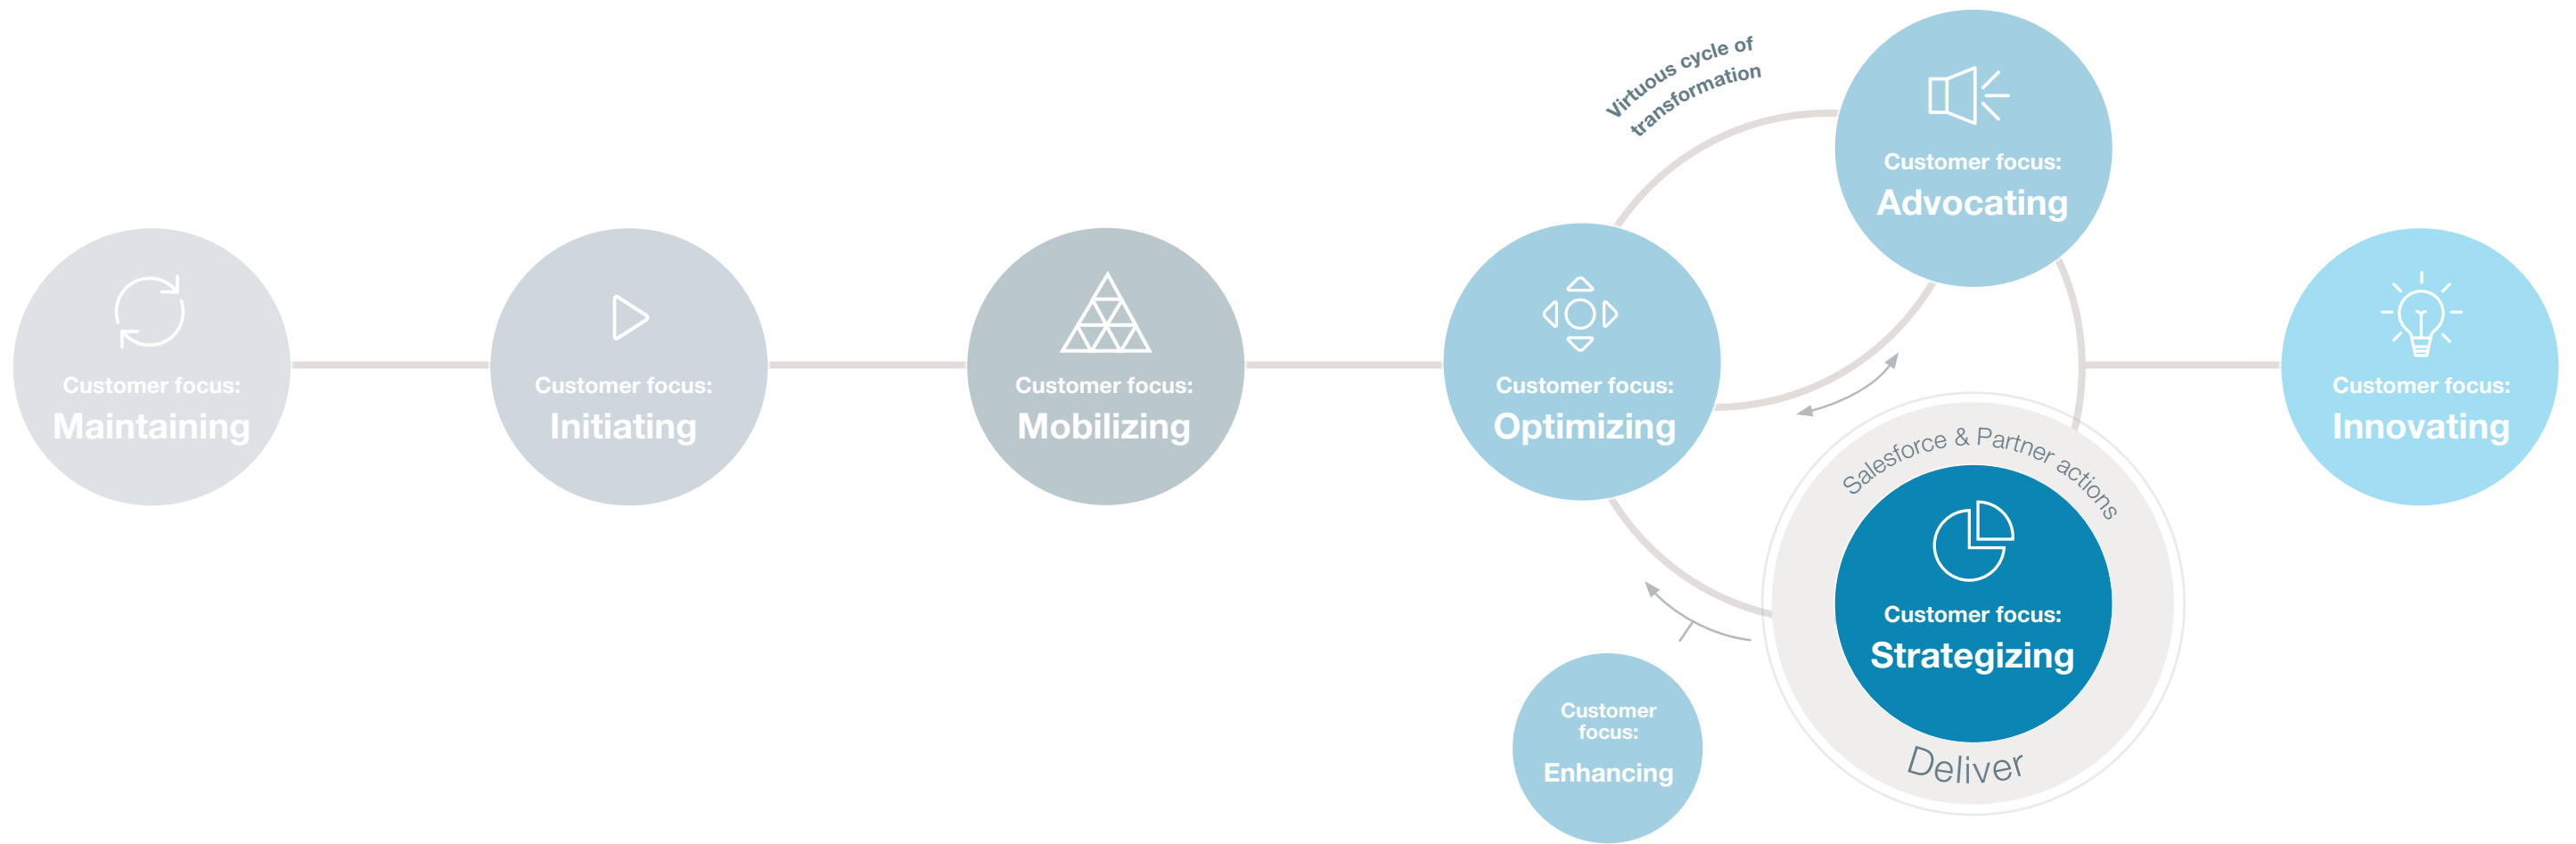 Customer focus:
Maintaining
Customer focus:
Initiating
Customer focus:
Mobilizing
Customer focus:
Optimizing
Virtuous cycle of
transformation
Customer focus:
Advocating
Salesforce & Partner actions
Customer focus:
Strategizing
Deliver
Customer
focus:
Enhancing
Customer focus:
Innovating